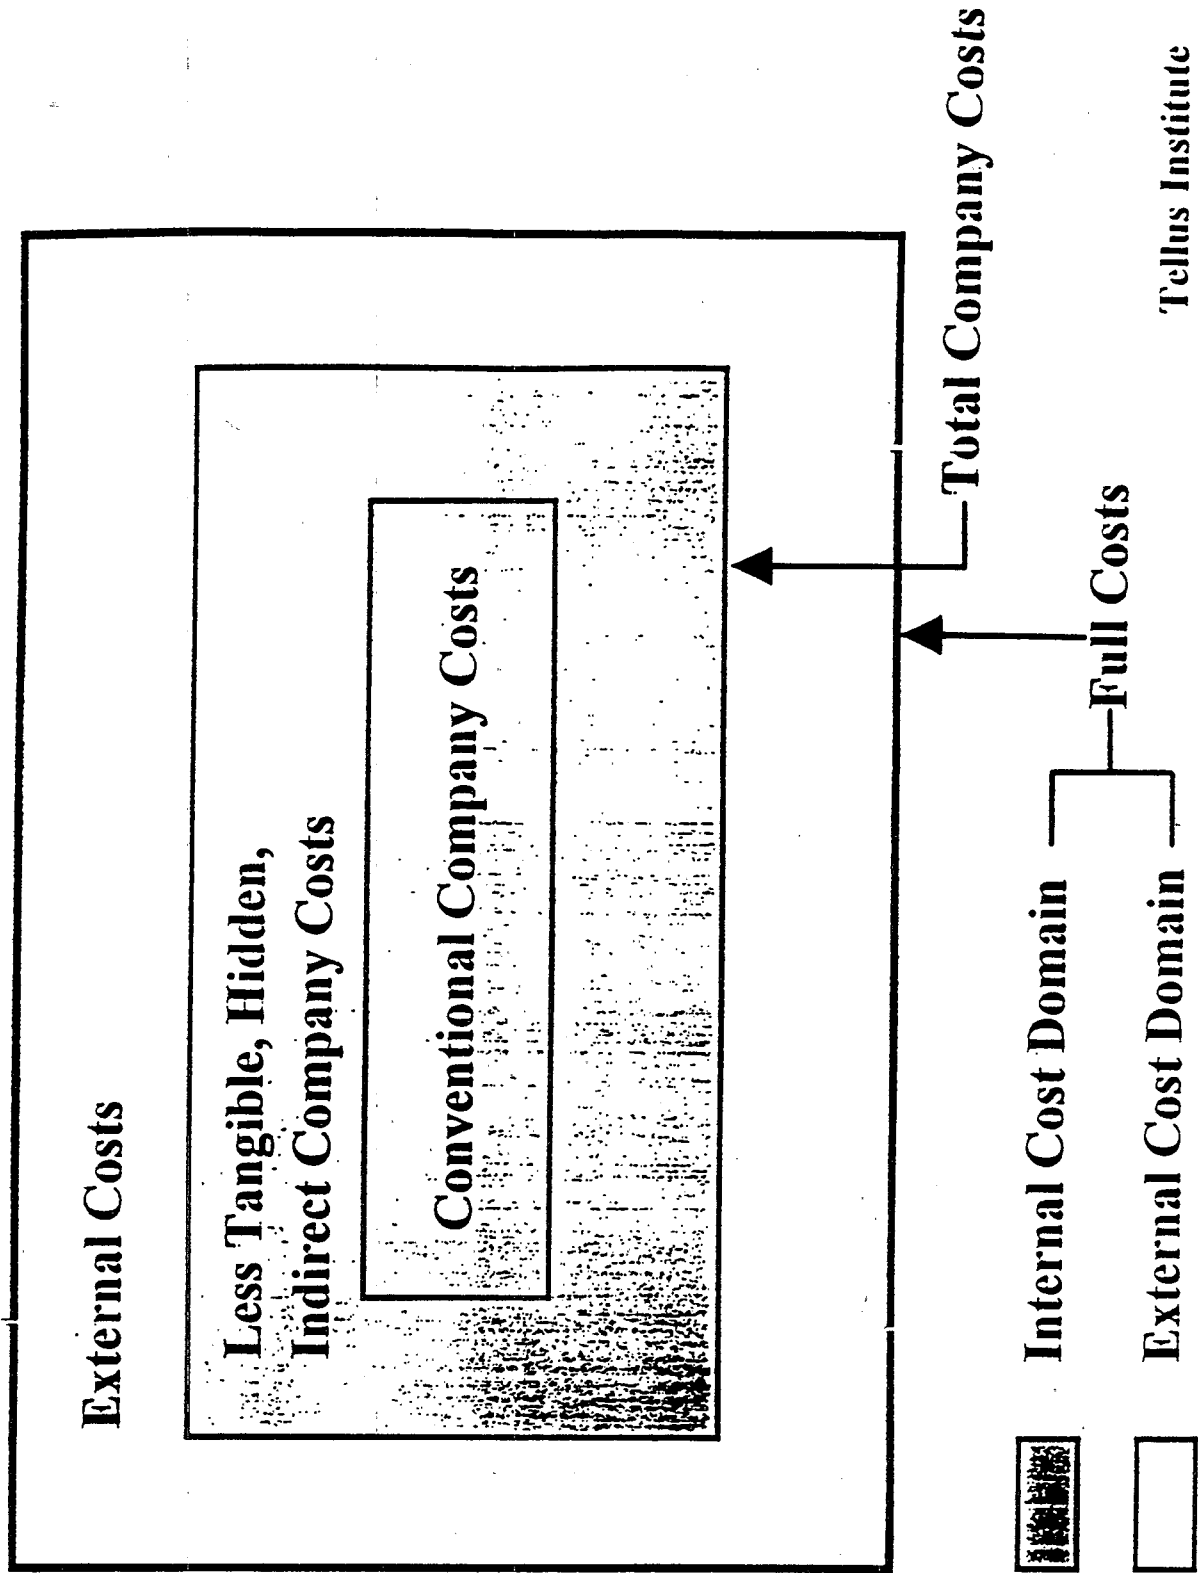 External Costs
Less Tangible, Hidden,
Indirect Company Costs
Conventional Company Costs
Total Company Costs
Full Costs
Internal Cost Domain
External Cost Domain
Tellus Institute